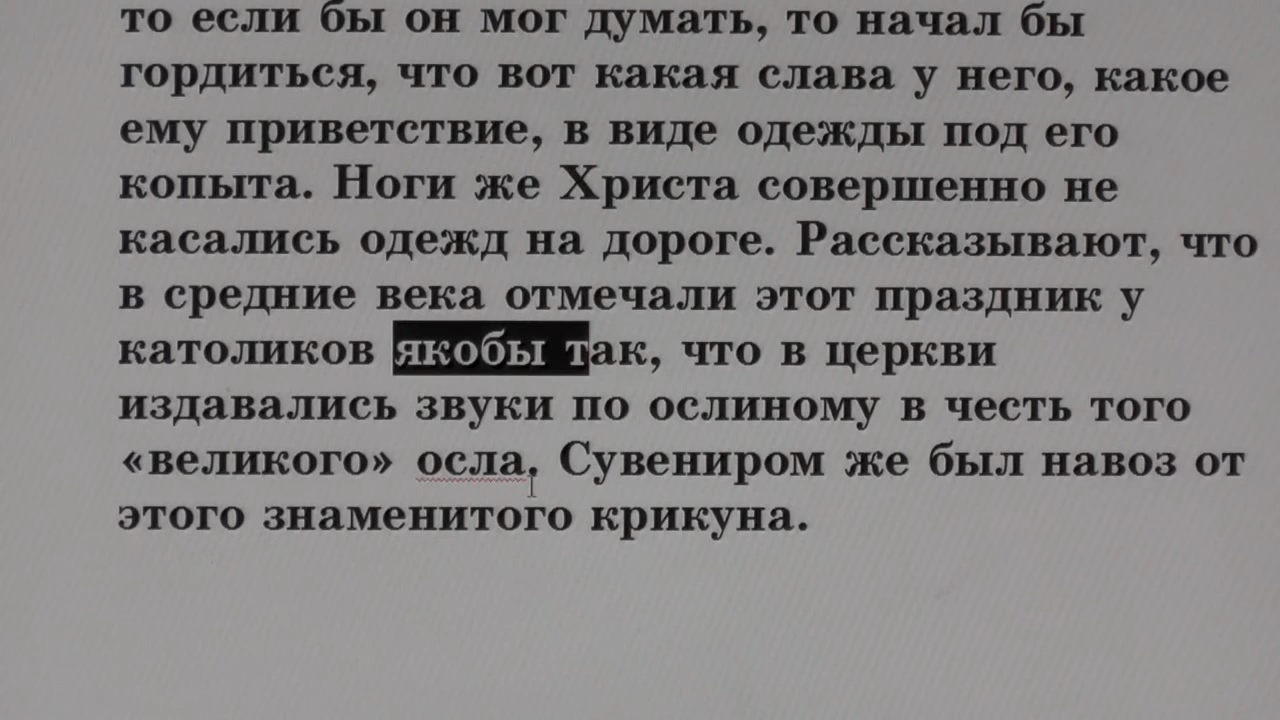 то если бы он мог думать, то начал бы
гордиться, что вот какая слава у него, какое
ему приветствие, в виде одежды под его
копыта. Ноги же Христа совершенно не
касались одежд на дороге. Рассказывают, что
в средние века отмечали этот праздник у
католиков якобы так, что в церкви
издавались звуки по ослиному в честь того
«великого» осла. Сувениром же был навоз от
этого знаменитого крикуна.